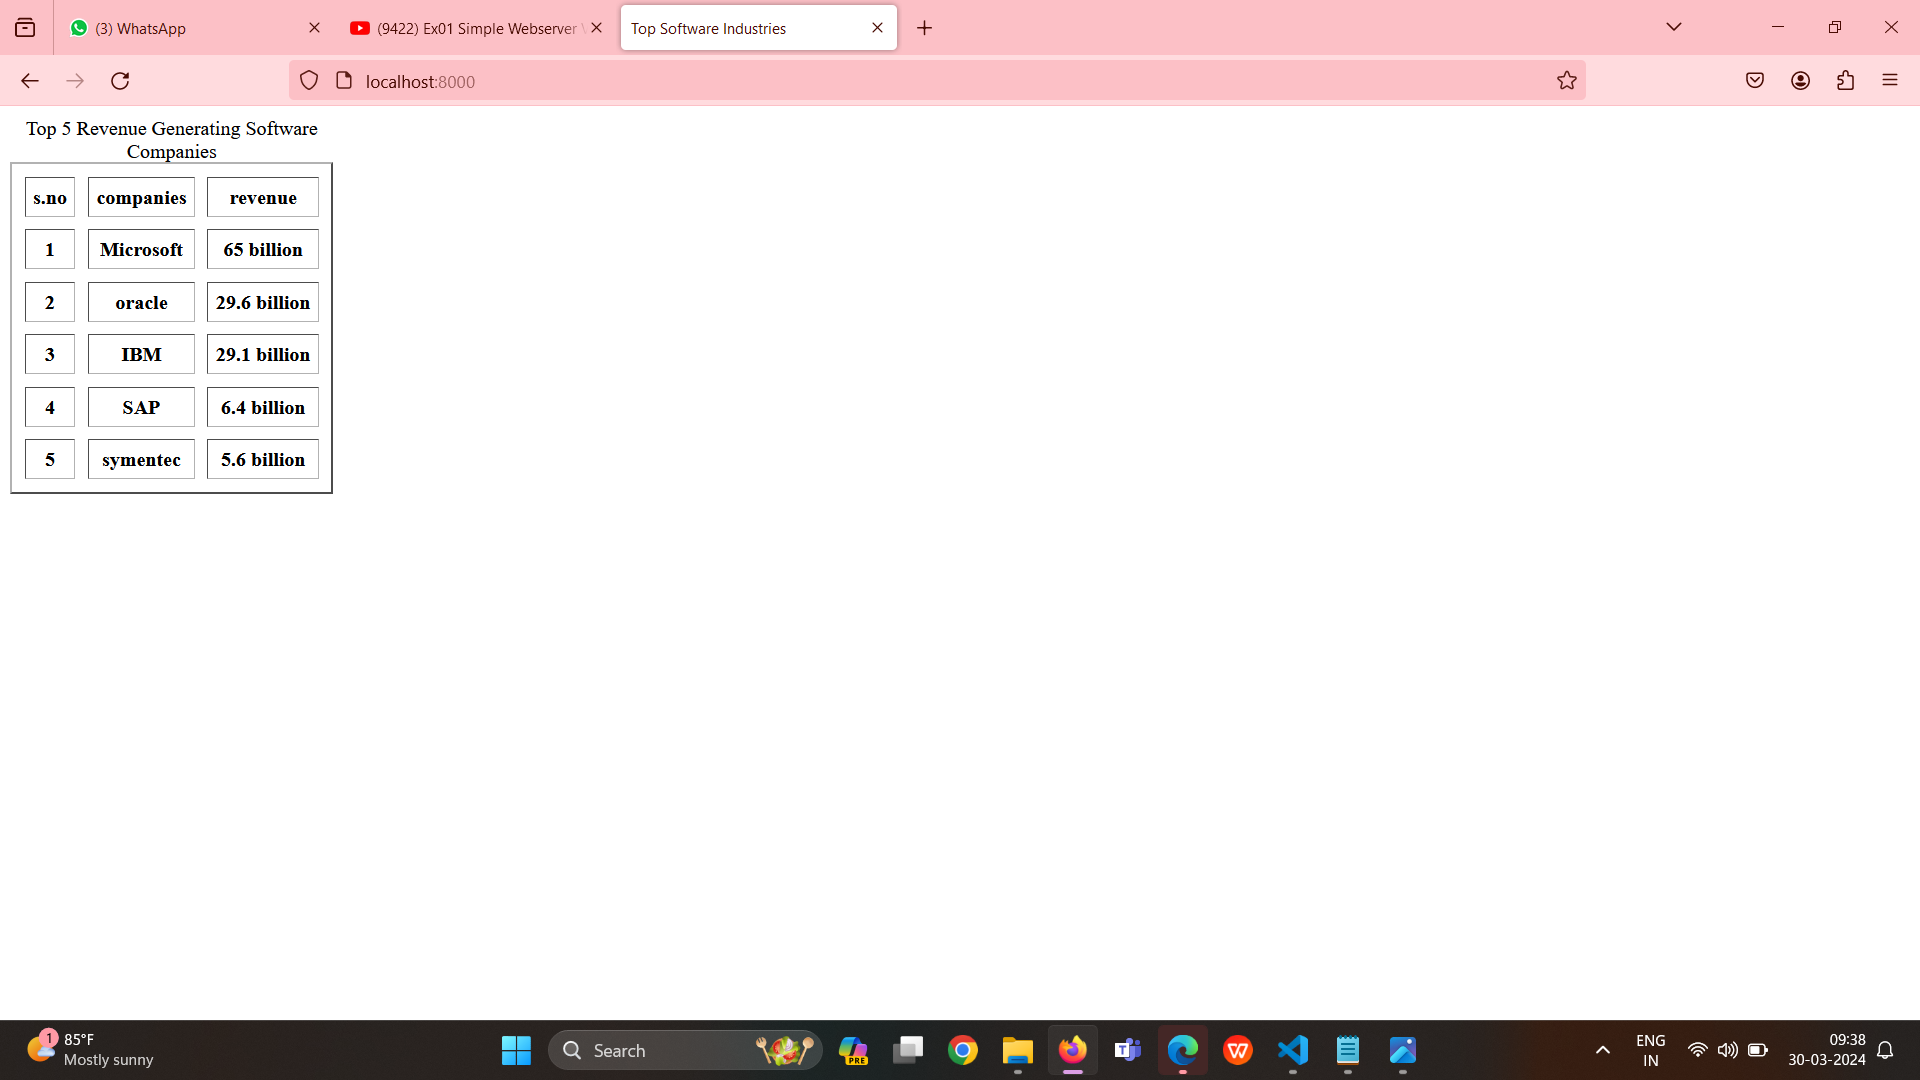 (3) WhatsApp
(9422) Ex01 Simple Webserver
Top Software Industries
localhost:8000
Top 5 Revenue Generating Software
Companies
s.no companies revenue
1 Microsoft 65 billion
2 oracle 29.6 billion
3 IBM 29.1 billion
4 SAP 6.4 billion
5 symentec 5.6 billion
1
85°F
Mostly sunny
Search
PRE
ENG
IN
09:38
30-03-2024